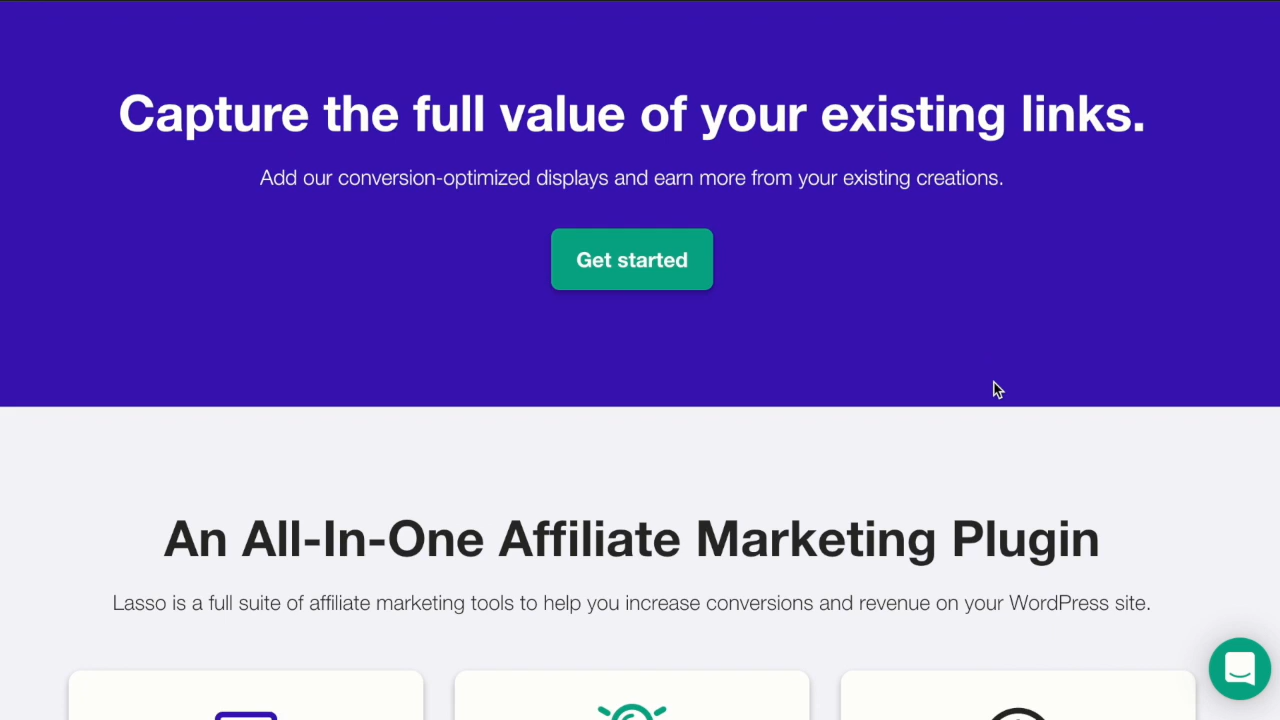 Capture the full value of your existing links.
Add our conversion-optimized displays and earn more from your existing creations.
Get started
An All-In-One Affiliate Marketing Plugin
Lasso is a full suite of affiliate marketing tools to help you increase conversions and revenue on your WordPress site.